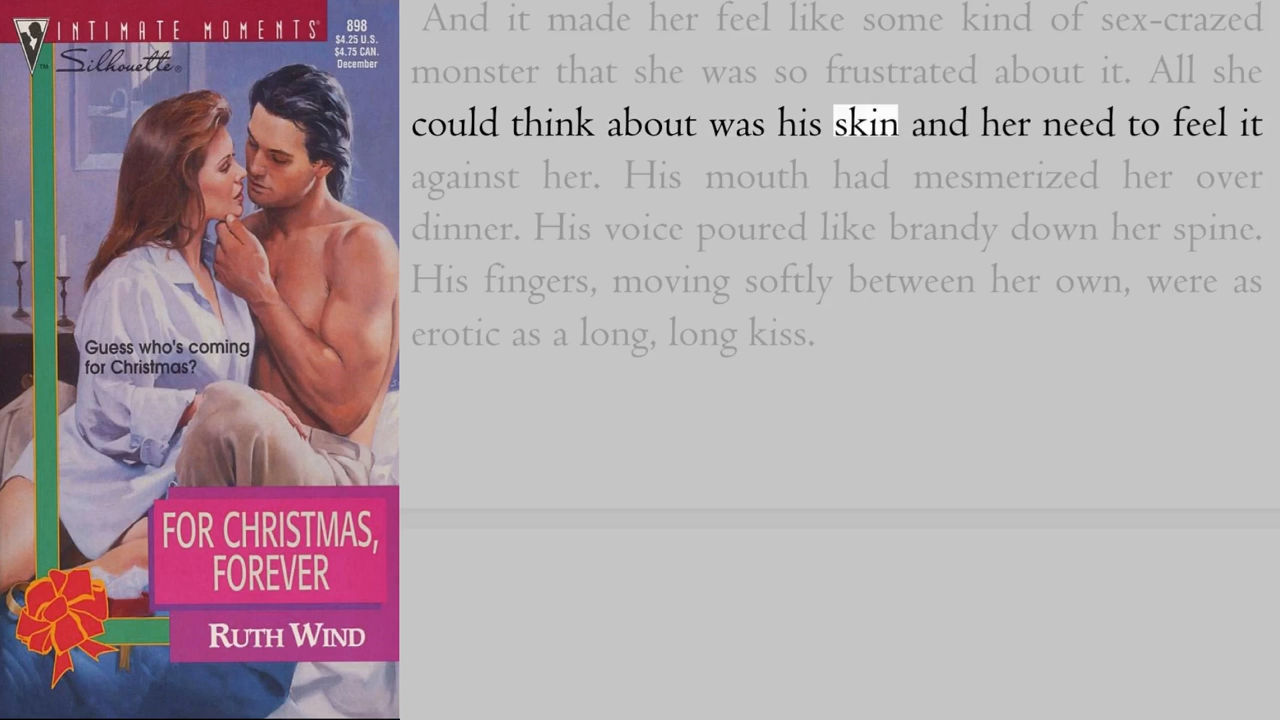 INTIMATE MOMENTS®
898
$4.25 U.S.
$4.75 CAN.
December
™
Silhouette®
Guess who's coming
for Christmas?
FOR CHRISTMAS,
FOREVER
RUTH WIND
And it made her feel like some kind of sex-crazed
monster that she was so frustrated about it. All she
could think about was his skin and her need to feel it
against her. His mouth had mesmerized her over
dinner. His voice poured like brandy down her spine.
His fingers, moving softly between her own, were as
erotic as a long, long kiss.